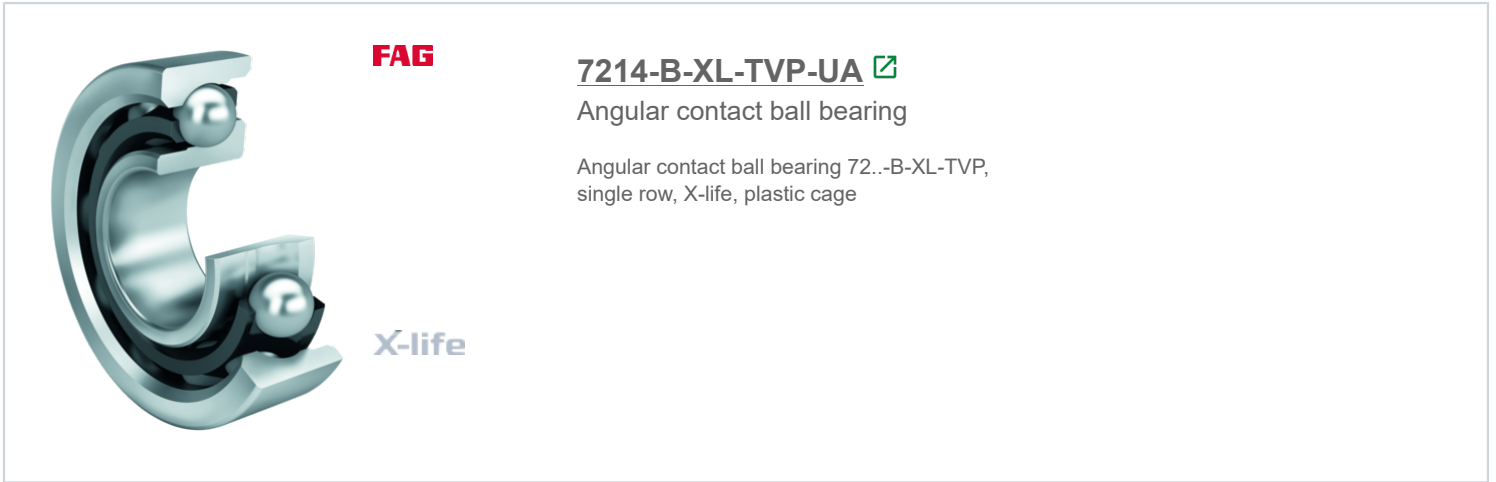 FAG
7214-B-XL-TVP-UA
Angular contact ball bearing
Angular contact ball bearing 72..-B-XL-TVP,
single row, X-life, plastic cage
X-life